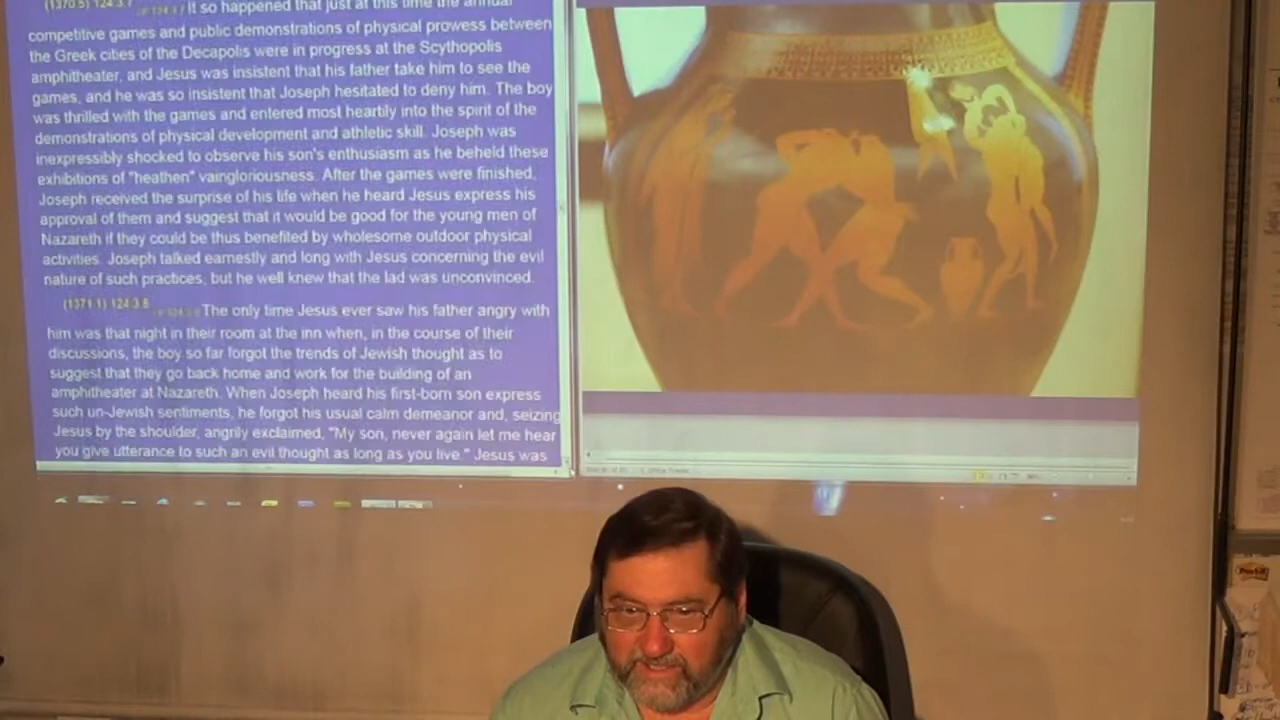 (1370.5) 124:3.7 It so happened that just at this time the annual
competitive games and public demonstrations of physical prowess between
the Greek cities of the Decapolis were in progress at the Scythopolis
amphitheater, and Jesus was insistent that his father take him to see the
games, and he was so insistent that Joseph hesitated to deny him. The boy
was thrilled with the games and entered most heartily into the spirit of the
demonstrations of physical development and athletic skill. Joseph was
inexpressibly shocked to observe his son's enthusiasm as he beheld these
exhibitions of "heathen" vaingloriousness. After the games were finished,
Joseph received the surprise of his life when he heard Jesus express his
approval of them and suggest that it would be good for the young men of
Nazareth if they could be thus benefited by wholesome outdoor physical
activities. Joseph talked earnestly and long with Jesus concerning the evil
nature of such practices, but he well knew that the lad was unconvinced.
(1371.1) 124:3.8 The only time Jesus ever saw his father angry with
him was that night in their room at the inn when, in the course of their
discussions, the boy so far forgot the trends of Jewish thought as to
suggest that they go back home and work for the building of an
amphitheater at Nazareth. When Joseph heard his first-born son express
such un-Jewish sentiments, he forgot his usual calm demeanor and, seizing
Jesus by the shoulder, angrily exclaimed, "My son, never again let me hear
you give utterance to such an evil thought as long as you live." Jesus was
Post-it